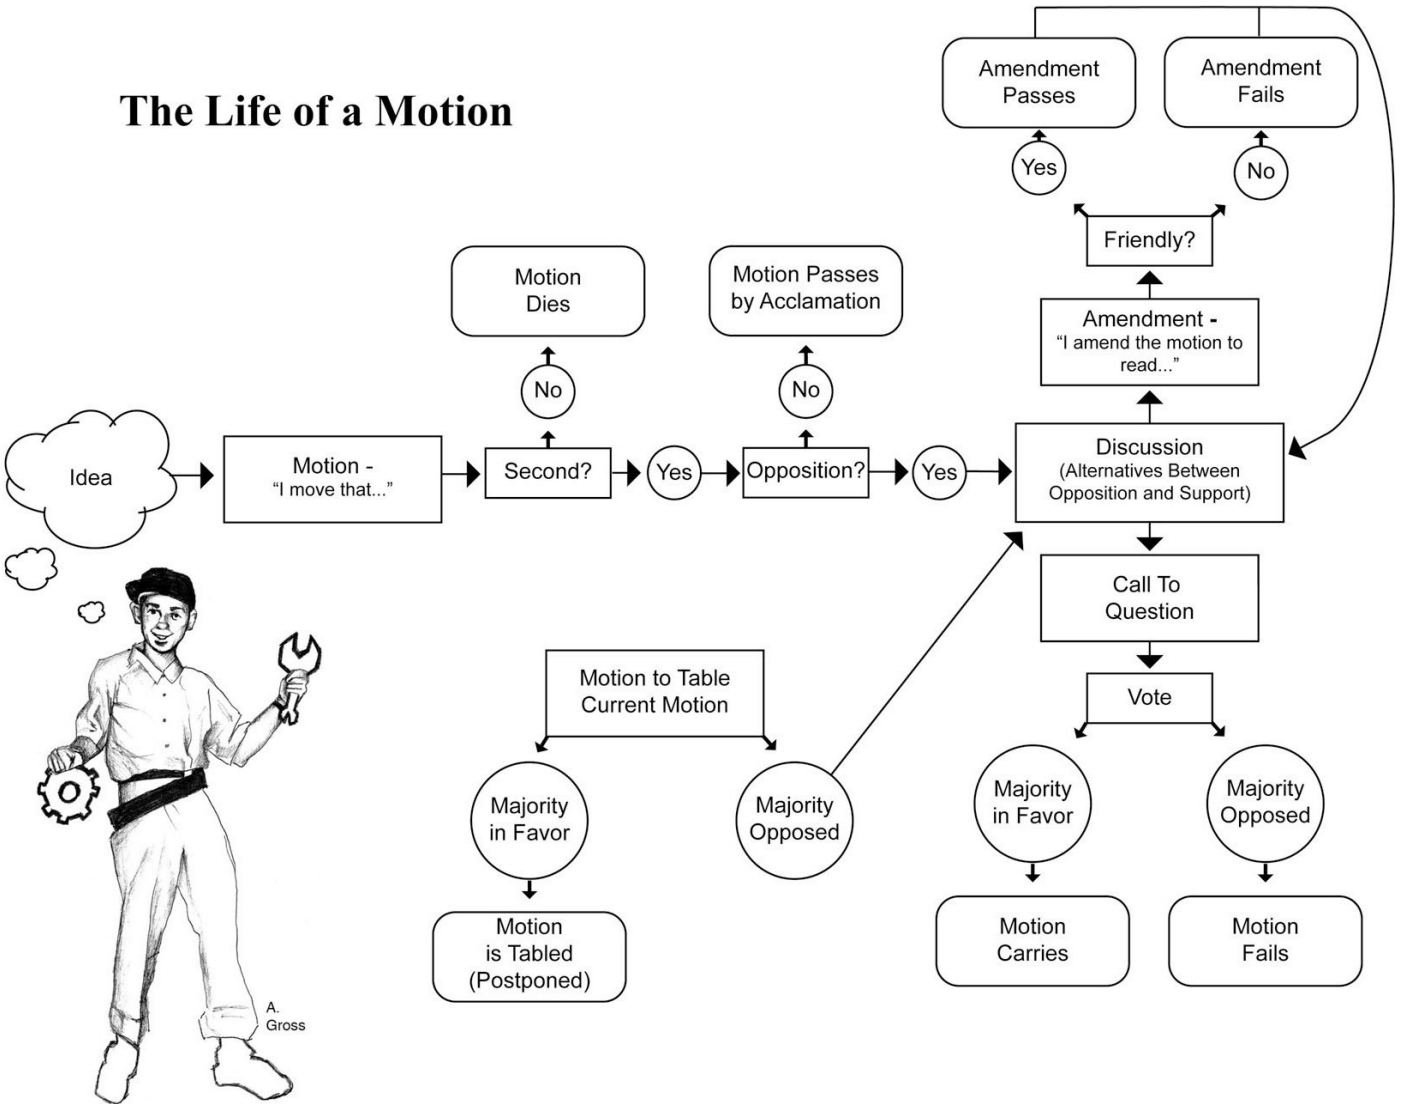 The Life of a Motion
Amendment
Passes
Amendment
Fails
Yes
No
Friendly?
Amendment -
“I amend the motion to
read...”
Motion
Dies
Motion Passes
by Acclamation
No
No
Idea
Motion -
“I move that...”
Second?
Yes
Opposition?
Yes
Discussion
(Alternatives Between
Opposition and Support)
Call To
Question
Vote
Motion to Table
Current Motion
Majority
in Favor
Majority
Opposed
Majority
in Favor
Majority
Opposed
Motion
is Tabled
(Postponed)
Motion
Carries
Motion
Fails
A.
Gross